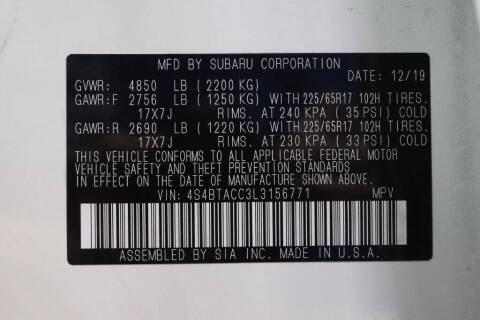 MFD BY SUBARU CORPORATION
DATE: 12/19
GVWR: 4850 LB (2200 KG)
GAWR:F 2756 LB (1250 KG) WITH 225/65R17 102H TIRES.
17X7J RIMS. AT 240 KPA (35 PSI) COLD
GAWR:R 2690 LB (1220 KG) WITH 225/65R17 102H TIRES.
17X7J RIMS. AT 230 KPA (33 PSI) COLD
THIS VEHICLE CONFORMS TO ALL APPLICABLE FEDERAL MOTOR
VEHICLE SAFETY AND THEFT PREVENTION STANDARDS
IN EFFECT ON THE DATE OF MANUFACTURE SHOWN ABOVE.
VIN: 4S4BTACC3L3156771 MPV
ASSEMBLED BY SIA INC. MADE IN U.S.A.